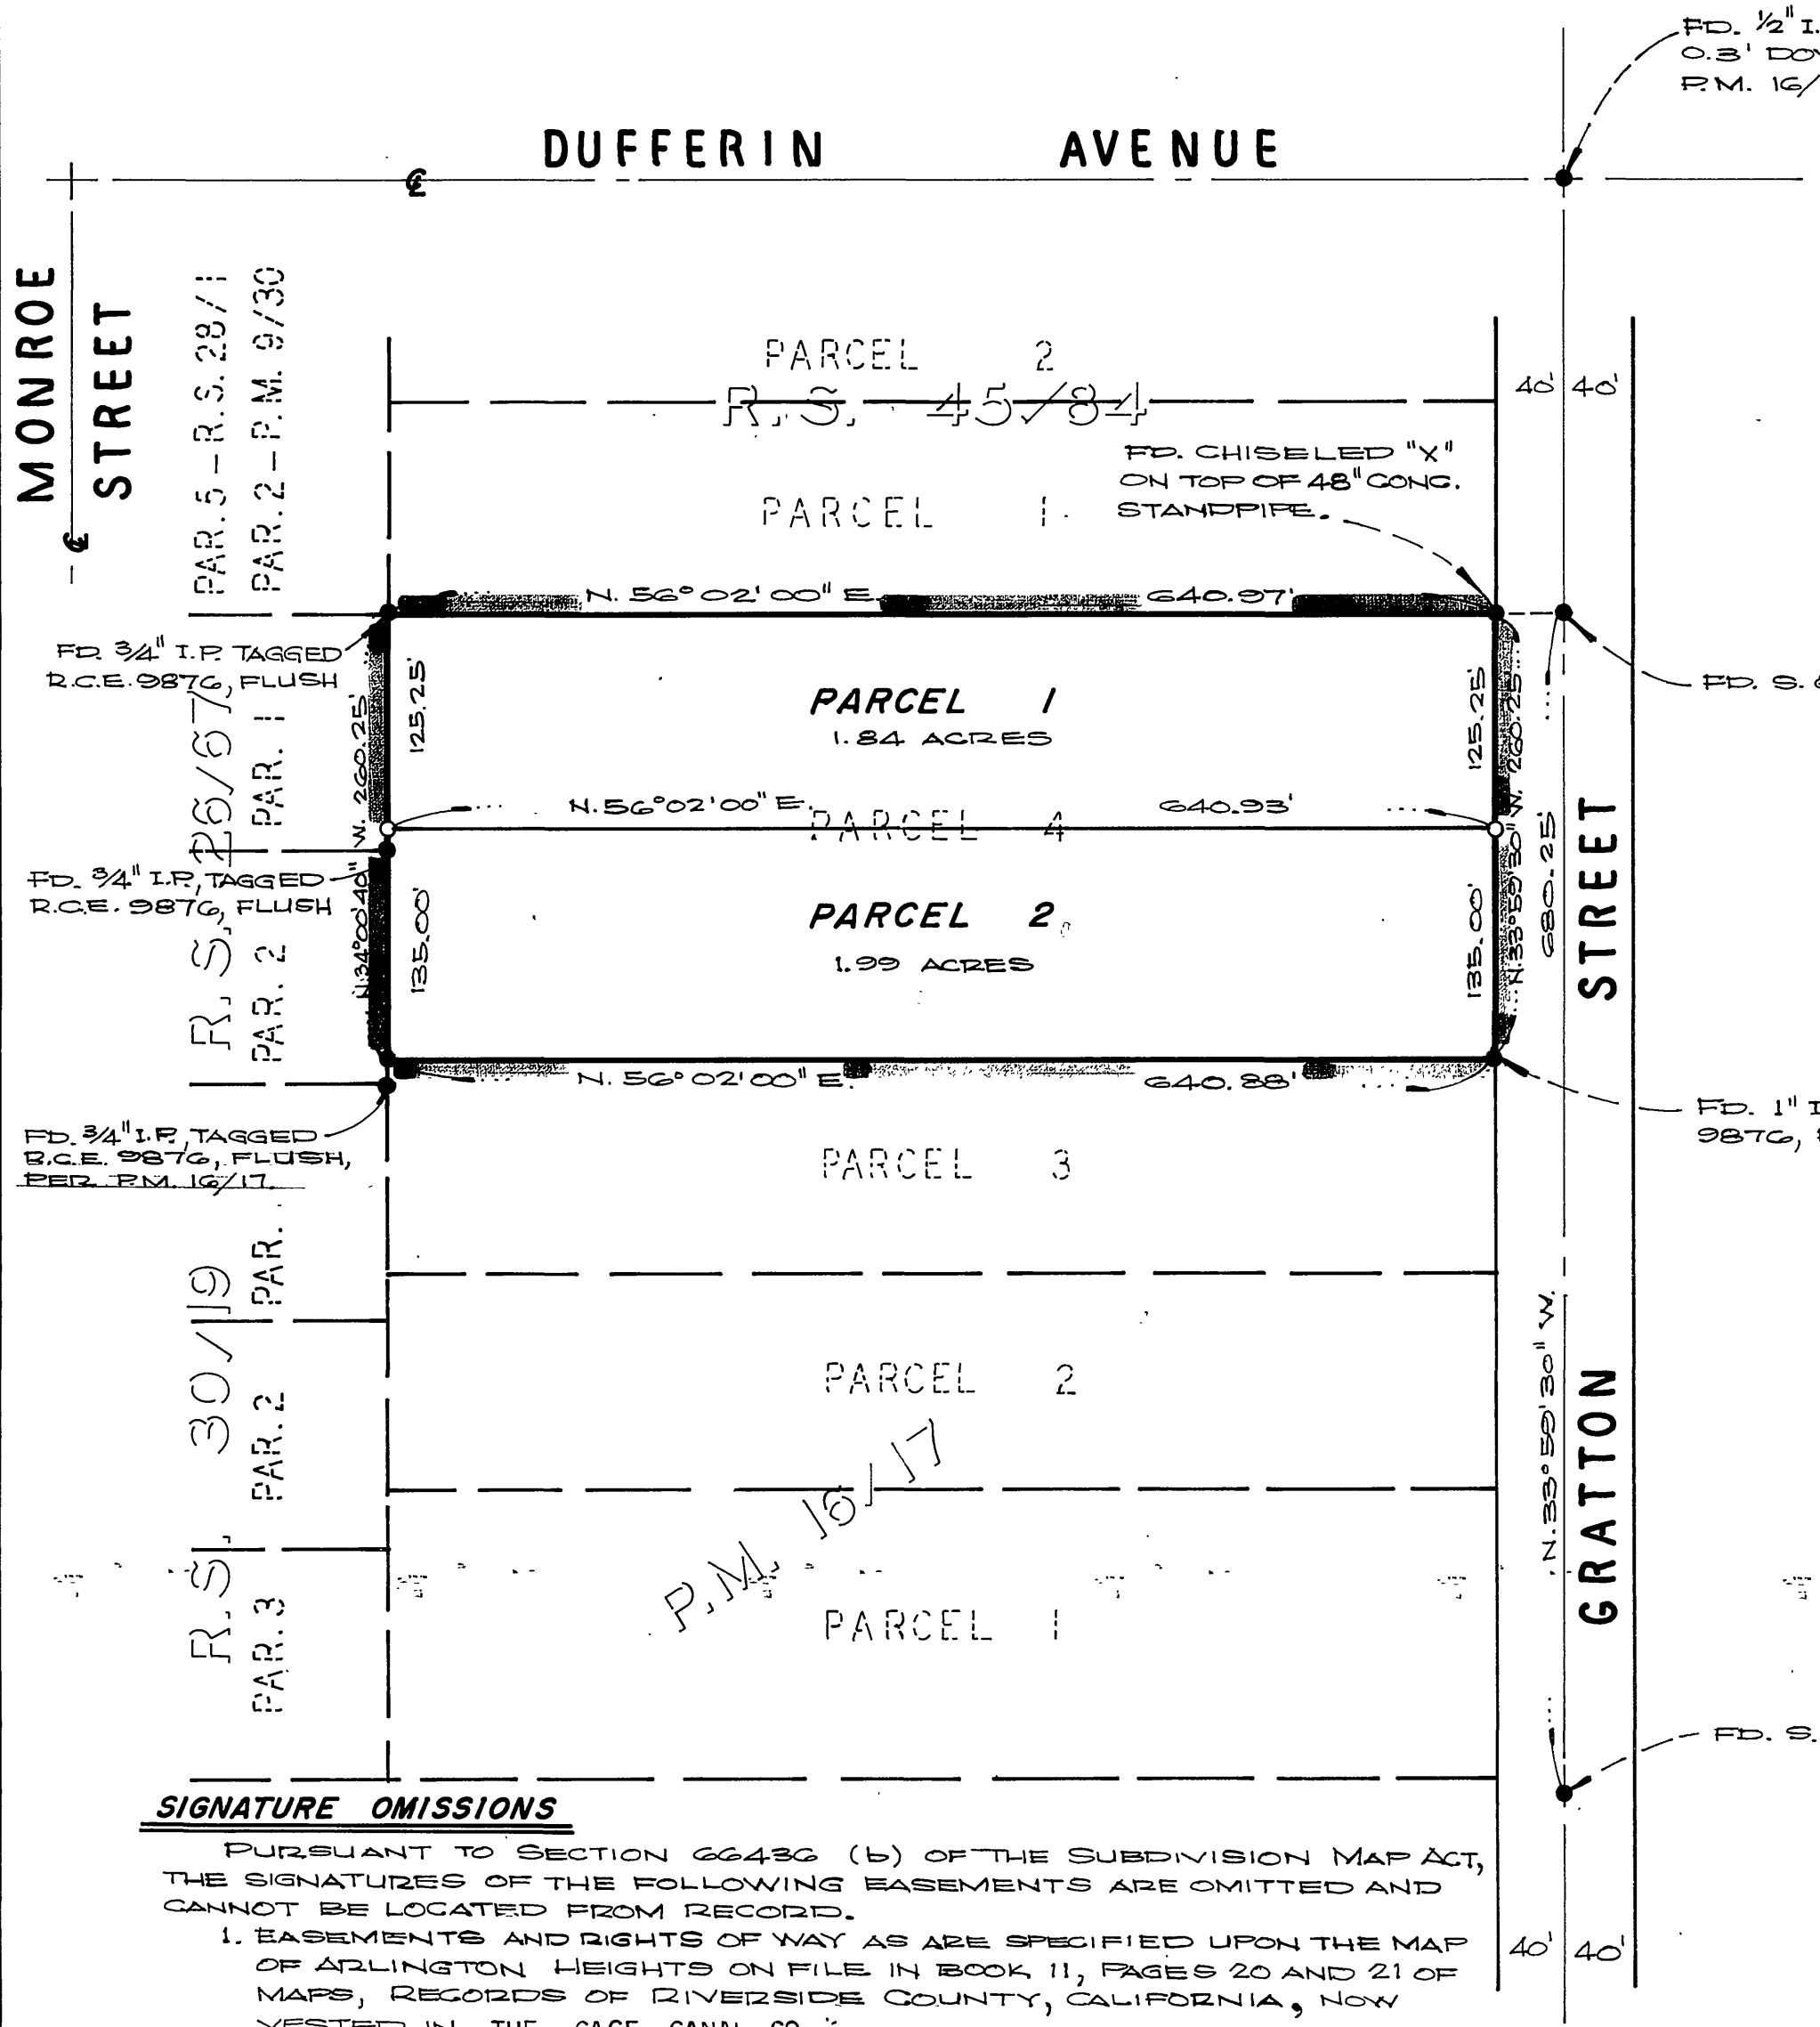 FD. ½" I.
0.3'
P.M. 16/
DUFFERIN AVENUE
℄
MONROE
STREET
℄
PAR. 5 - R.S. 28/1
PAR. 2 - P.M. 9/30
PARCEL 2
R.S. 45/84
40' 40'
FD. CHISELED "X"
ON TOP OF 48" CONC.
STANDPIPE.
PARCEL 1
N. 56° 02' 00" E. 640.97'
FD. 3/4" I.P. TAGGED
R.C.E. 9876, FLUSH
FD. S.
R.S. 26/67
PAR. 1
N. 34° 00' 40" W. 260.25'
125.25'
PARCEL 1
1.84 ACRES
125.25'
N. 33° 59' 30" W. 260.25'
680.25'
N. 56° 02' 00" E. 640.93'
PARCEL 4
FD. 3/4" I.P., TAGGED
R.C.E. 9876, FLUSH
PAR. 2
135.00'
PARCEL 2
1.99 ACRES
135.00'
GRATTON STREET
N. 56° 02' 00" E. 640.88'
FD. 1"
9876,
FD. 3/4" I.P., TAGGED
R.C.E. 9876, FLUSH,
PER P.M. 16/17.
PARCEL 3
R.S. 30/19
PAR.
PARCEL 2
PAR. 2
N. 33° 59' 30" W.
P.M. 16/17
PARCEL 1
PAR. 3
FD. S.
SIGNATURE OMISSIONS
PURSUANT TO SECTION 66436 (b) OF THE SUBDIVISION MAP ACT,
THE SIGNATURES OF THE FOLLOWING EASEMENTS ARE OMITTED AND
CANNOT BE LOCATED FROM RECORD.
1. EASEMENTS AND RIGHTS OF WAY AS ARE SPECIFIED UPON THE MAP
OF ARLINGTON HEIGHTS ON FILE IN BOOK 11, PAGES 20 AND 21 OF
MAPS, RECORDS OF RIVERSIDE COUNTY, CALIFORNIA, NOW
VESTED IN THE GAGE CANAL CO.
40' 40'